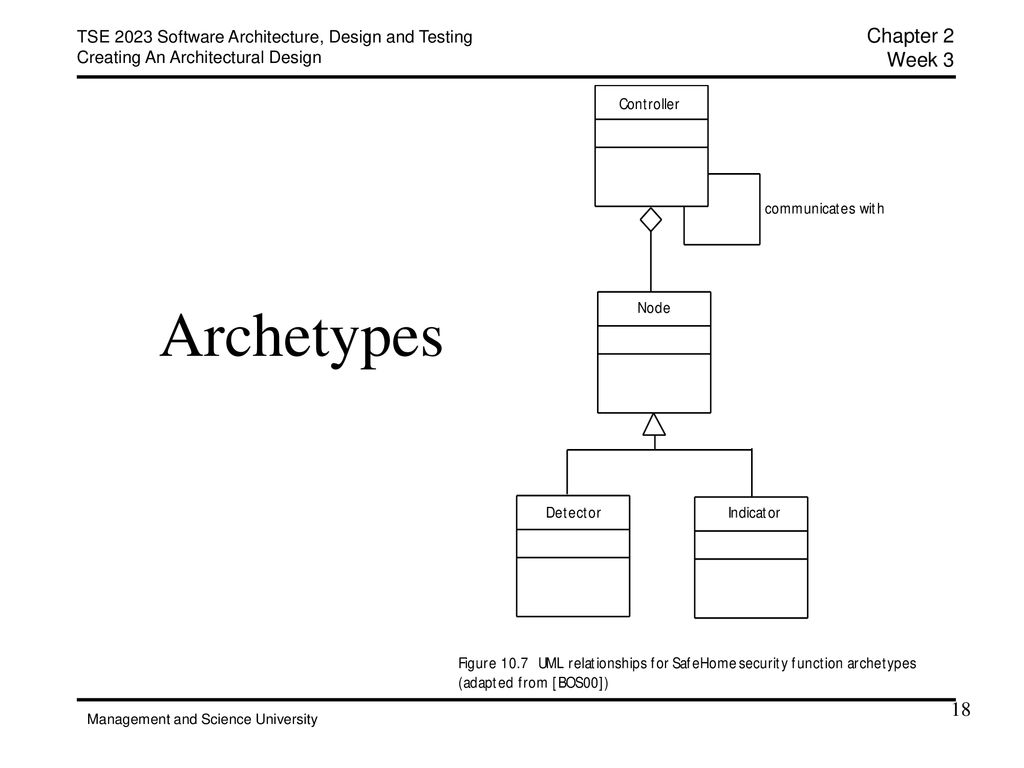 TSE 2023 Software Architecture, Design and Testing
Creating An Architectural Design
Chapter 2
Week 3
Controller
communicates with
Node
Archetypes
Detector
Indicator
Figure 10.7 UML relationships for SafeHome security function archetypes
(adapted from [BOS00])
Management and Science University
18